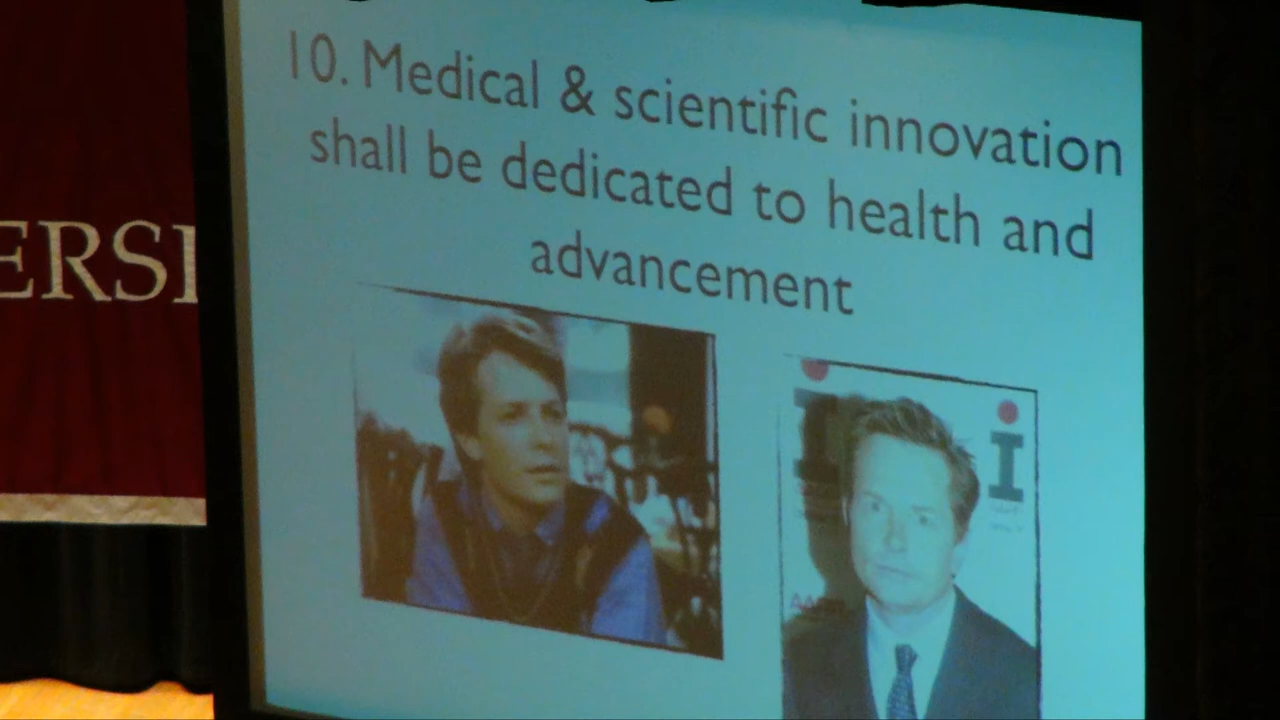 10. Medical & scientific innovation
shall be dedicated to health and
advancement
ERSI
i